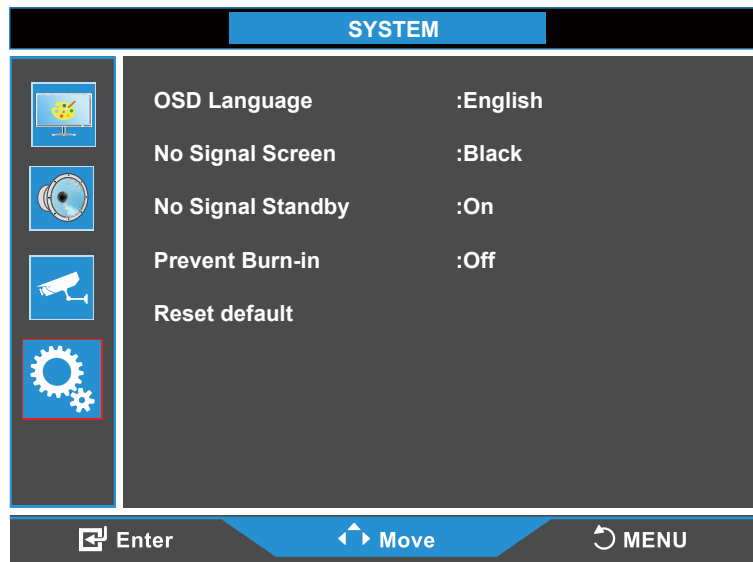 SYSTEM
OSD Language :English
No Signal Screen :Black
No Signal Standby :On
Prevent Burn-in :Off
Reset default
Enter Move MENU